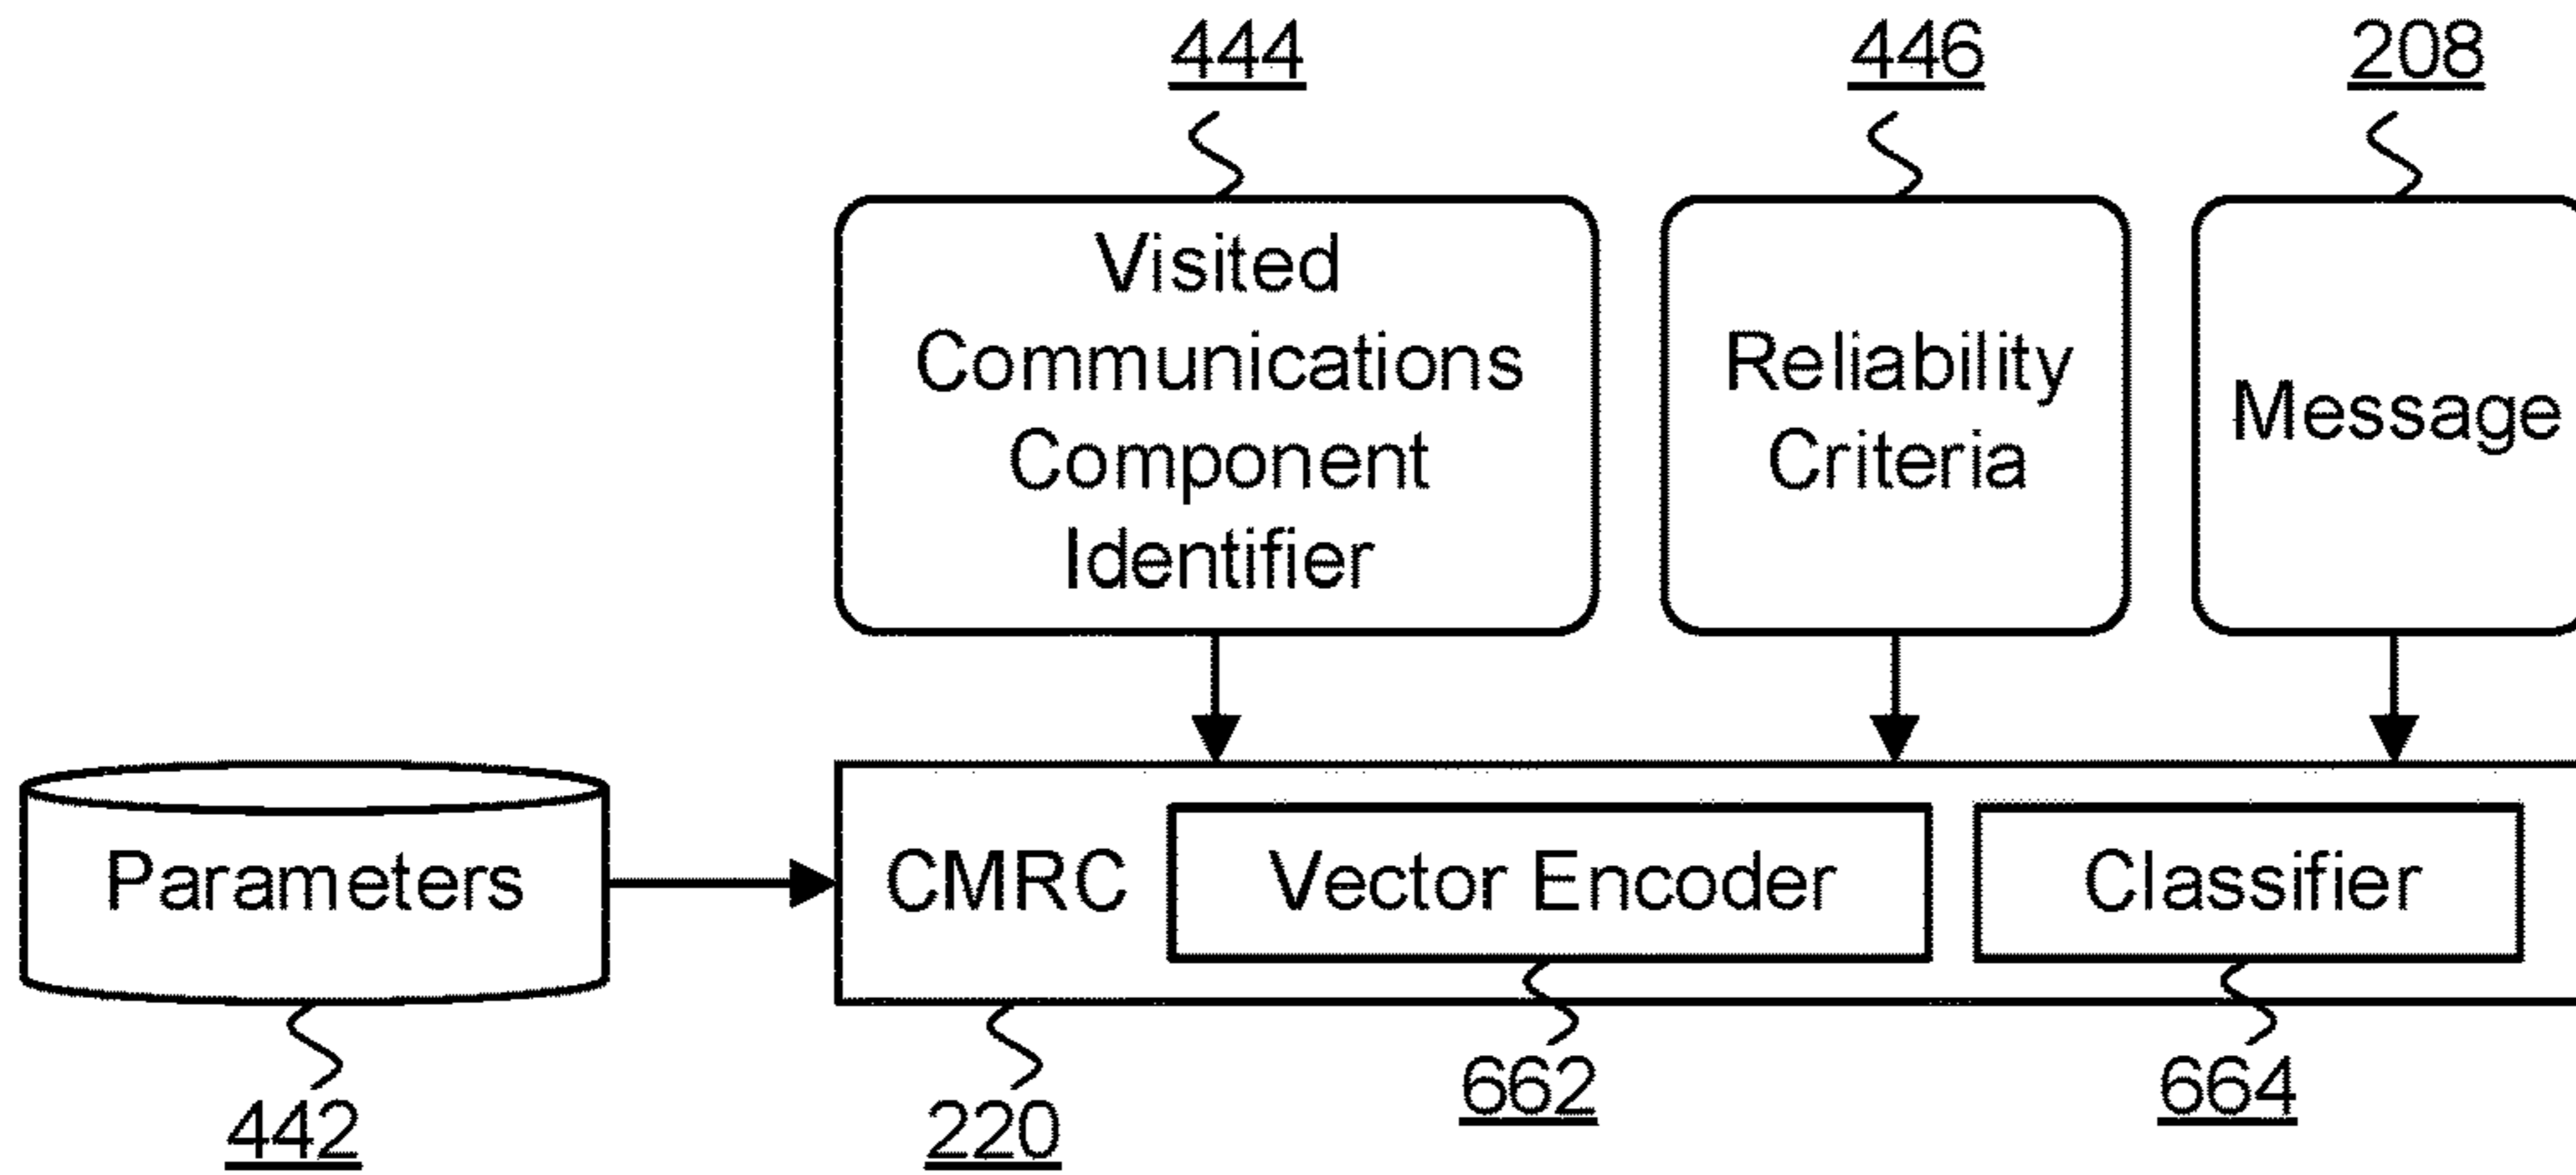 444
446
208
Visited
Communications
Component
Identifier
Reliability
Criteria
Message
Parameters
CMRC
Vector Encoder
Classifier
442
220
662
664